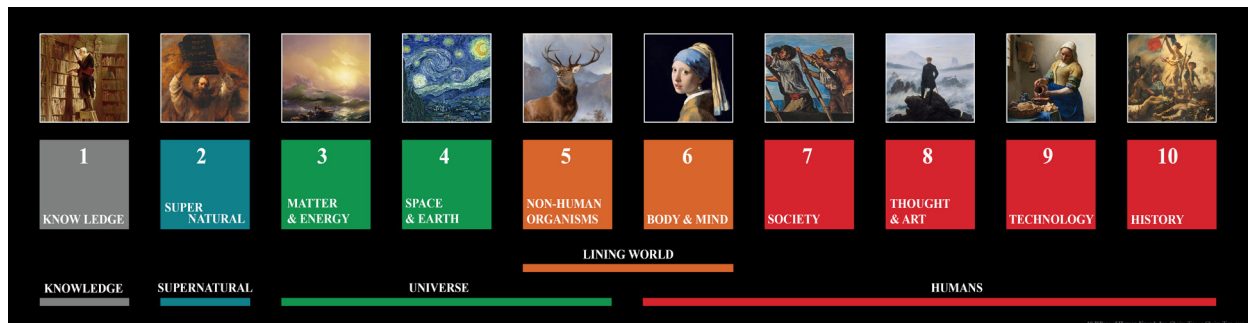 1
KNOW LEDGE
2
SUPER
NATURAL
3
MATTER
& ENERGY
4
SPACE
& EARTH
5
NON-HUMAN
ORGANISMS
6
BODY & MIND
7
SOCIETY
8
THOUGHT
& ART
9
TECHNOLOGY
10
HISTORY
LINING WORLD
KNOWLEDGE
SUPERNATURAL
UNIVERSE
HUMANS